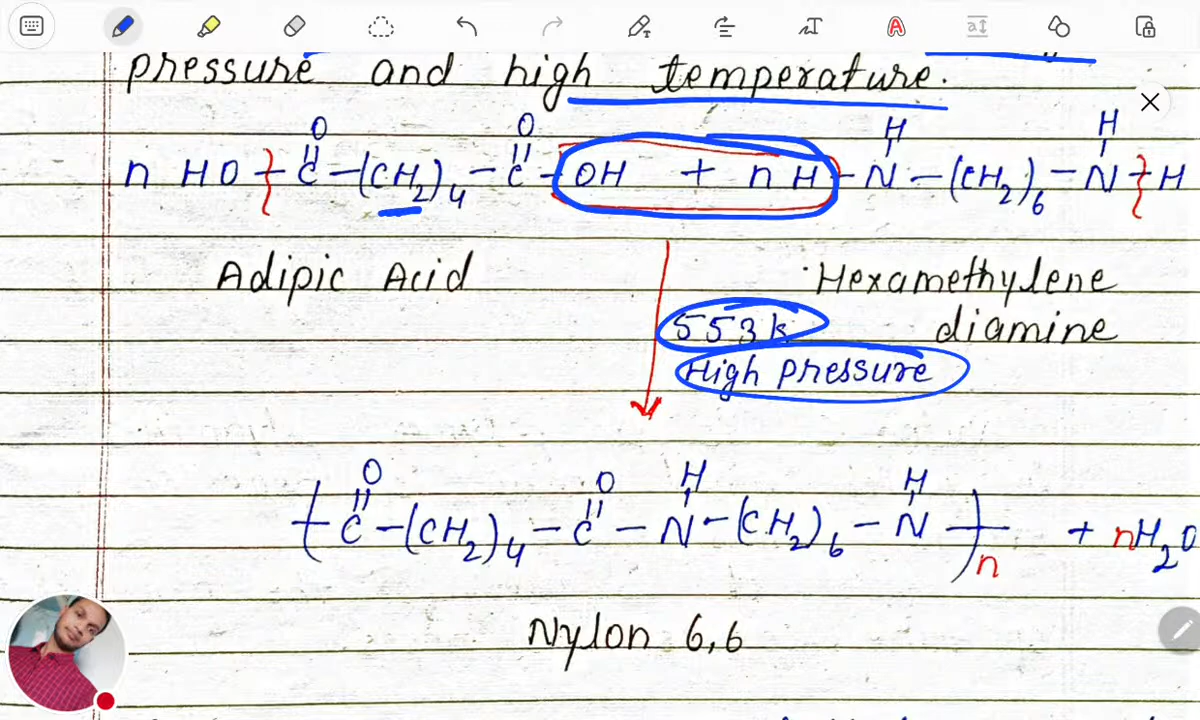 pressure and high temperature.
O O H H
n HO C-(CH2)4-C-OH + n H-N-(CH2)6-N H
Adipic Acid Hexamethylene
diamine
553k
High pressure
O O H H
(C-(CH2)4-C-N-(CH2)6-N)n + nH2O
Nylon 6,6